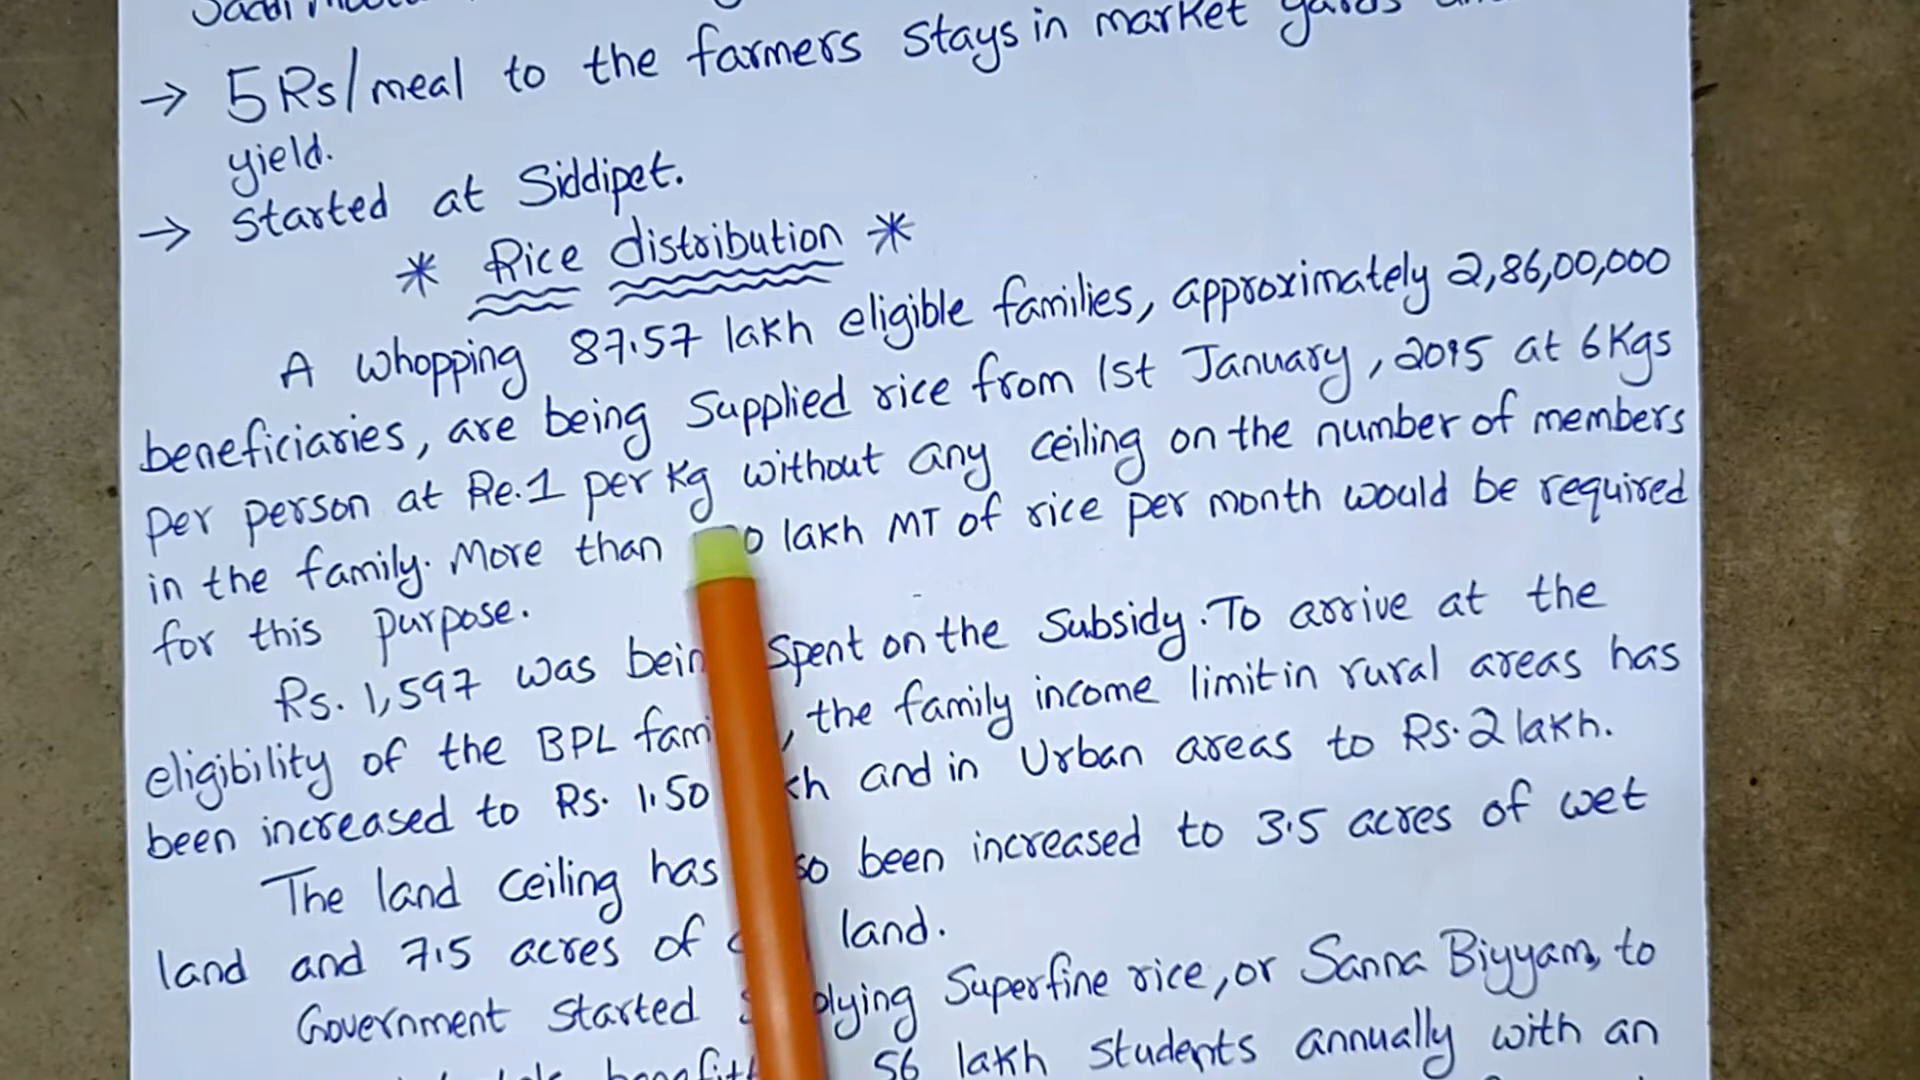 → 5Rs/meal to the farmers stays in market yards
yield.
→ Started at Siddipet.
* Rice distribution *
A whopping 87.57 lakh eligible families, approximately 2,86,00,000
beneficiaries, are being Supplied rice from 1st January, 2015 at 6Kgs
per person at Re.1 per Kg without any ceiling on the number of members
in the family. More than lakh MT of rice per month would be required
for this purpose.
Rs. 1,597 was being Spent on the Subsidy. To arrive at the
eligibility of the BPL the family income limit in rural areas has
been increased to Rs. 1.50 and in Urban areas to Rs. 2 lakh.
The land ceiling has been increased to 3.5 acres of wet
land and 7.5 acres of land.
Government Started Superfine rice, or Sanna Biyyam, to
56 lakh students annually with an